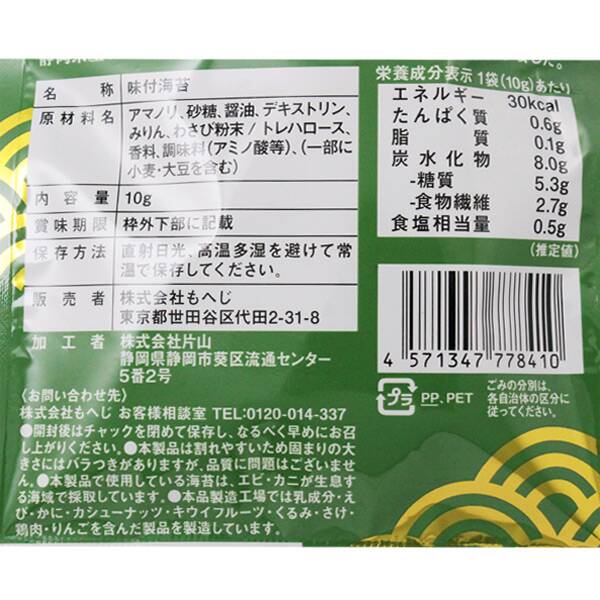 名称 味付海苔
原材料名 アマノリ、砂糖、醤油、デキストリン、
みりん、わさび粉末 / トレハロース、
香料、調味料(アミノ酸等)、(一部に
小麦・大豆を含む)
内容量 10g
賞味期限 枠外下部に記載
保存方法 直射日光、高温多湿を避けて常
温で保存してください。
販売者 株式会社もへじ
東京都世田谷区代田2-31-8
加工者 株式会社片山
静岡県静岡市葵区流通センター
5番2号
〈お問い合わせ先〉
株式会社もへじ お客様相談室 TEL:0120-014-337
●開封後はチャックを閉めて保存し、なるべく早めにお召
し上がりください。●本製品は割れやすいため固まりの大
きさにはバラつきがありますが、品質に問題はございませ
ん。●本製品で使用している海苔は、エビ・カニが生息す
る海域で採取しています。●本品製造工場では乳成分・え
び・かに・カシューナッツ・キウイフルーツ・くるみ・さけ・
鶏肉・りんごを含んだ製品を製造しています。
栄養成分表示 1袋(10g)あたり
エネルギー 30kcal
たんぱく質 0.6g
脂質 0.1g
炭水化物 8.0g
-糖質 5.3g
-食物繊維 2.7g
食塩相当量 0.5g
(推定値)
4 571347 778410
プラ PP, PET
ごみの分別は、
各自治体の区分に
従ってください。